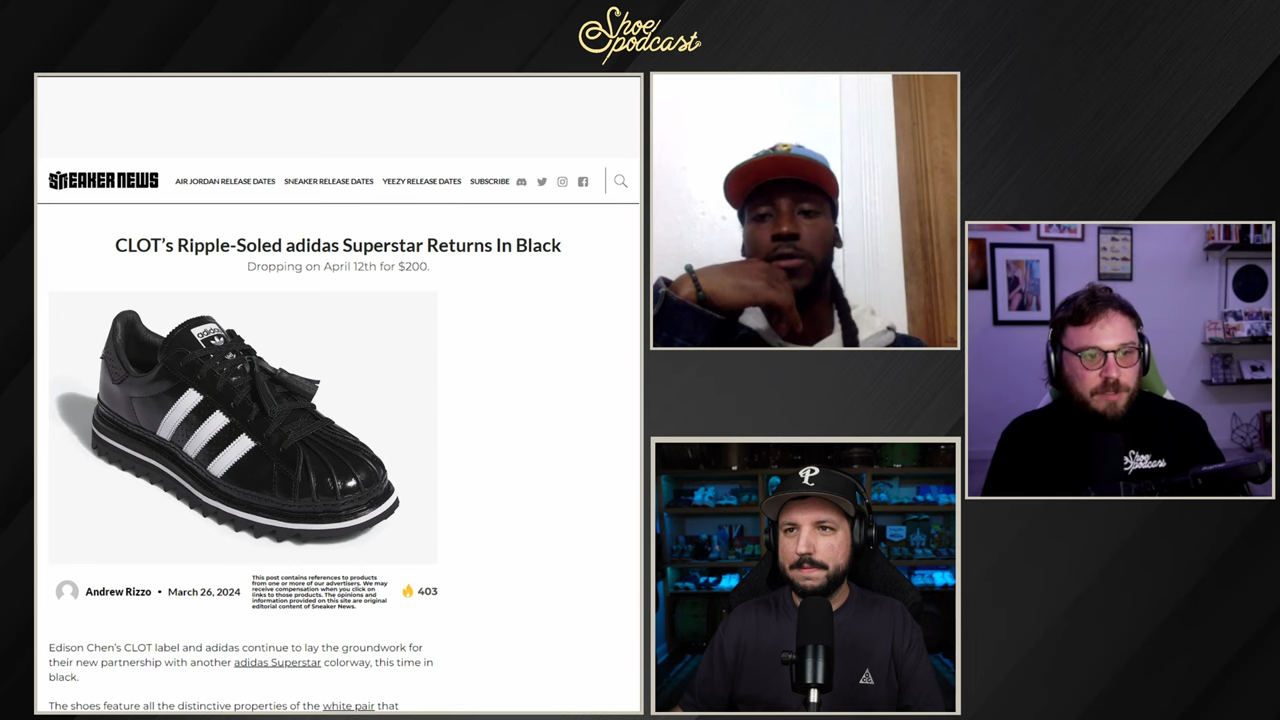 Shoe
podcast
SNEAKER NEWS
AIR JORDAN RELEASE DATES SNEAKER RELEASE DATES YEEZY RELEASE DATES SUBSCRIBE
CLOT’s Ripple-Soled adidas Superstar Returns In Black
Dropping on April 12th for $200.
adidas
Andrew Rizzo • March 26, 2024
This post contains references to products
from one or more of our advertisers. We may
receive compensation when you click on
links to those products. The opinions and
information provided on this site are original
editorial content of Sneaker News.
403
Edison Chen’s CLOT label and adidas continue to lay the groundwork for
their new partnership with another adidas Superstar colorway, this time in
black.
The shoes feature all the distinctive properties of the white pair that
Shoe
podcast
P